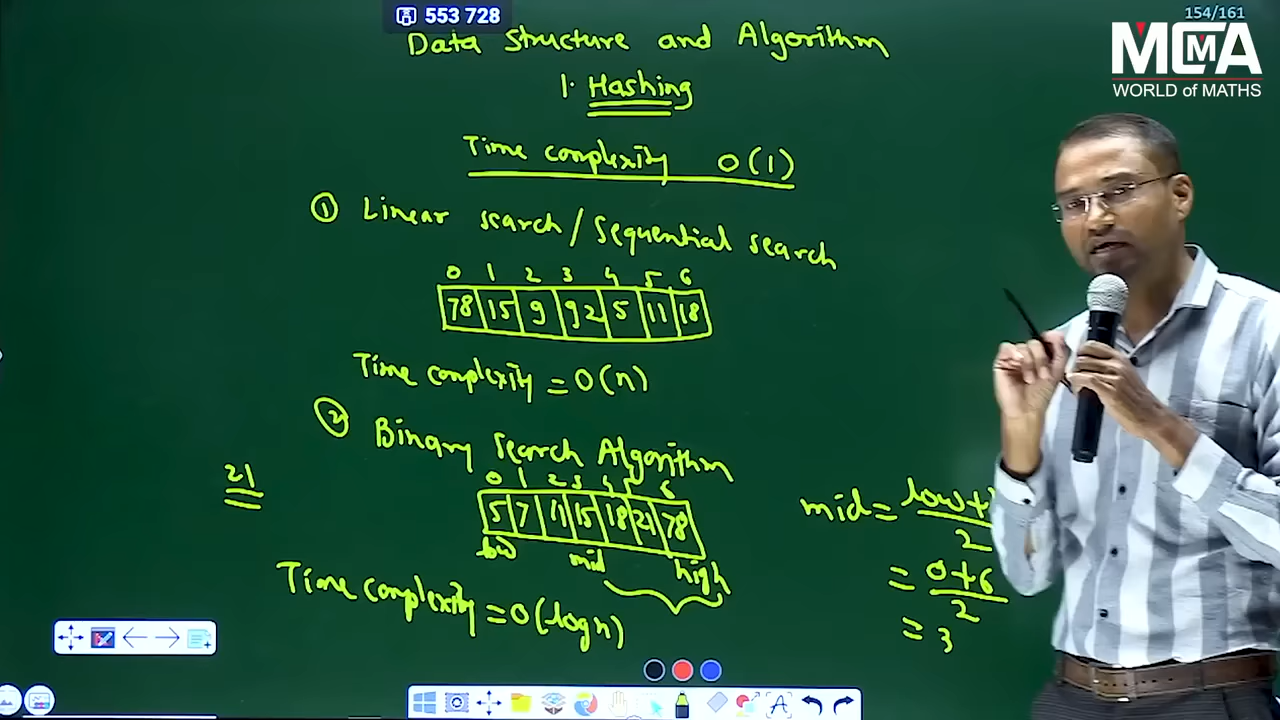 553 728
154/161
MCMA
WORLD of MATHS
Data Structure and Algorithm
1. Hashing
Time complexity O(1)
① Linear search / Sequential search
0 1 2 3 4 5 6
78 15 9 92 5 11 18
Time complexity = O(n)
② Binary Search Algorithm
21
0 1 2 3 4 5 6
5 7 11 15 18 21 78
low mid high
mid = low +
2
= 0+6
2
= 3
Time complexity = O(log n)